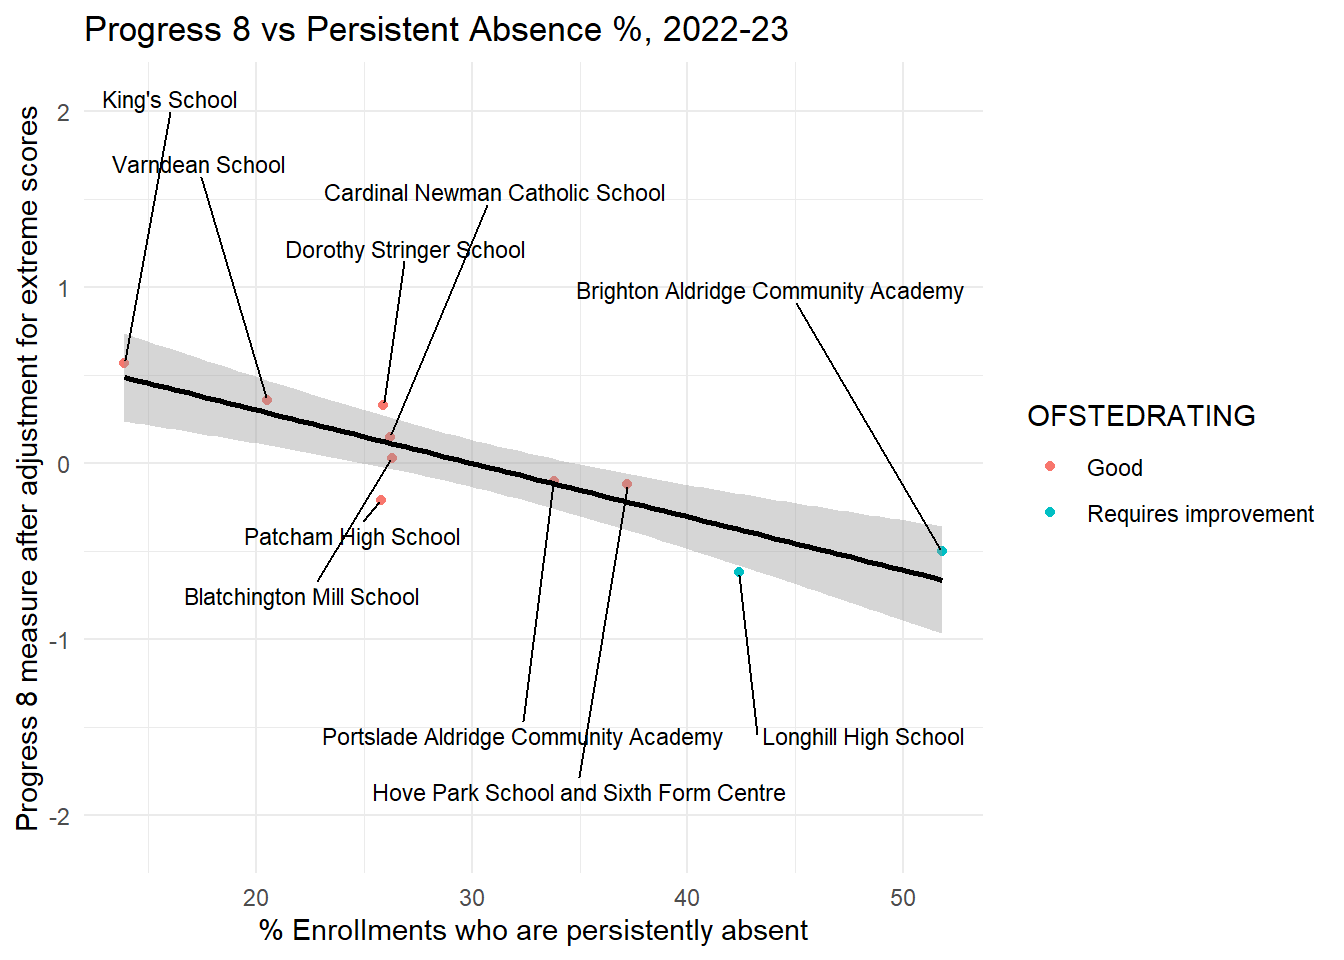 Progress 8 vs Persistent Absence %, 2022-23
Progress 8 measure after adjustment for extreme scores
2
1
0
-1
-2
King's School
Varndean School
Cardinal Newman Catholic School
Dorothy Stringer School
Brighton Aldridge Community Academy
Patcham High School
Blatchington Mill School
Portslade Aldridge Community Academy
Longhill High School
Hove Park School and Sixth Form Centre
20
30
40
50
% Enrollments who are persistently absent
OFSTEDRATING
Good
Requires improvement